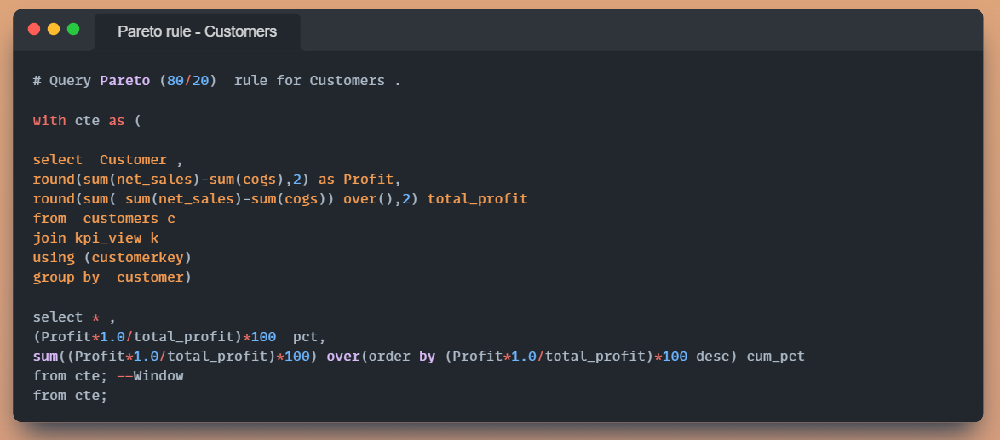 Pareto rule - Customers
# Query Pareto (80/20)  rule for Customers .
with cte as (
select  Customer ,
round(sum(net_sales)-sum(cogs),2) as Profit,
round(sum( sum(net_sales)-sum(cogs)) over(),2) total_profit
from  customers c
join kpi_view k
using (customerkey)
group by  customer)
select * ,
(Profit*1.0/total_profit)*100  pct,
sum((Profit*1.0/total_profit)*100) over(order by (Profit*1.0/total_profit)*100 desc) cum_pct
from cte; --Window
from cte;